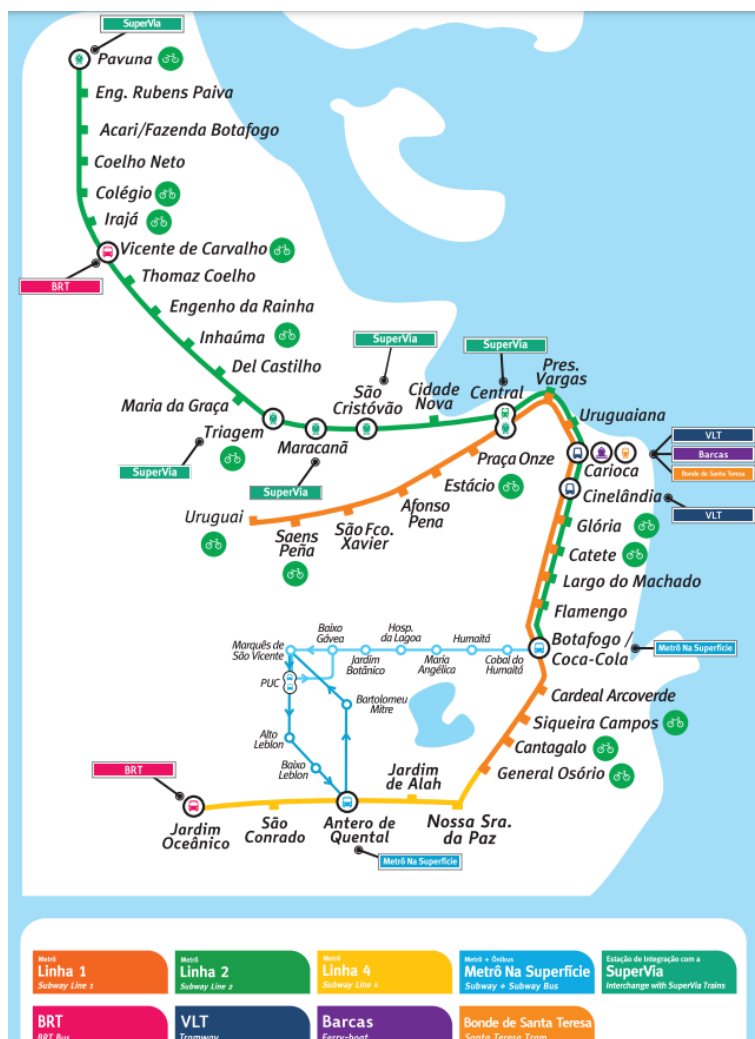 SuperVia
Pavuna
Eng. Rubens Paiva
Acari/Fazenda Botafogo
Coelho Neto
Colégio
Irajá
Vicente de Carvalho
BRT
Thomaz Coelho
Engenho da Rainha
Inhaúma
Del Castilho
Maria da Graça
Triagem
SuperVia
Maracanã
SuperVia
SuperVia
São
Cristóvão
Cidade
Nova
SuperVia
Central
Pres.
Vargas
Uruguaiana
VLT
Barcas
Bonde de Santa Teresa
Carioca
Cinelândia
VLT
Praça Onze
Estácio
Afonso
Pena
São Fco.
Xavier
Saens
Peña
Uruguai
Glória
Catete
Largo do Machado
Flamengo
Botafogo /
Coca-Cola
Metrô Na Superfície
Marquês de
São Vicente
Baixo
Gávea
Jardim
Botânico
Hosp.
da Lagoa
Maria
Angélica
Humaitá
Cobal do
Humaitá
PUC
Bartolomeu
Mitre
Alto
Leblon
Baixo
Leblon
Cardeal Arcoverde
Siqueira Campos
Cantagalo
General Osório
BRT
Jardim
Oceânico
São
Conrado
Antero de
Quental
Metrô Na Superfície
Jardim
de Alah
Nossa Sra.
da Paz
Metrô
Linha 1
Subway Line 1
Metrô
Linha 2
Subway Line 2
Metrô
Linha 4
Subway Line 4
Metrô + Ônibus
Metrô Na Superfície
Subway + Subway Bus
Estação de Integração com a
SuperVia
Interchange with SuperVia Trains
BRT
BRT Bus
VLT
Tramway
Barcas
Ferry-boat
Bonde de Santa Teresa
Santa Teresa Tram